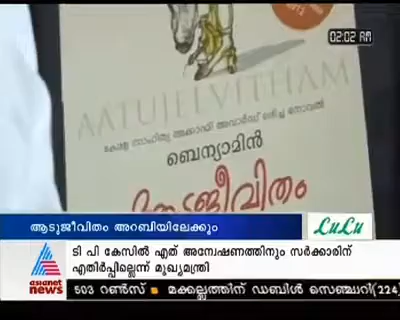 02:02 AM
AATUJEEVITHAM
കേരള സാഹിത്യ അക്കാദമി അവാർഡ് ലഭിച്ച നോവൽ
ബെന്യാമിൻ
ആടുജീവിതം
ആടുജീവിതം അറബിയിലേക്കും
LuLu
ടി പി കേസിൽ ഏത് അന്വേഷണത്തിനും സർക്കാരിന്
എതിർപ്പില്ലെന്ന് മുഖ്യമന്ത്രി
asianet
news
503 റൺസ് മക്കല്ലത്തിന് ഡബിൾ സെഞ്ചുറി(224)